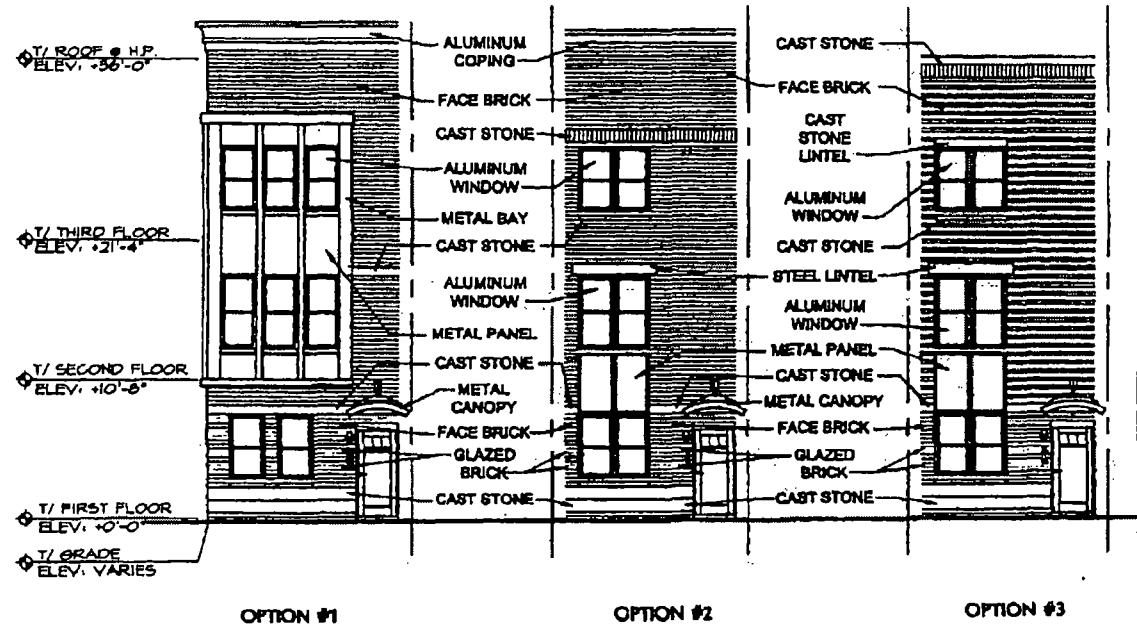 T/ ROOF @ H.P.
ELEV: +36'-0"
T/ THIRD FLOOR
ELEV: +21'-4"
T/ SECOND FLOOR
ELEV: +10'-8"
T/ FIRST FLOOR
ELEV: +0'-0"
T/ GRADE
ELEV: VARIES
ALUMINUM
COPING
FACE BRICK
CAST STONE
ALUMINUM
WINDOW
METAL BAY
CAST STONE
ALUMINUM
WINDOW
METAL PANEL
CAST STONE
METAL
CANOPY
FACE BRICK
GLAZED
BRICK
CAST STONE
CAST STONE
FACE BRICK
CAST
STONE
LINTEL
ALUMINUM
WINDOW
CAST STONE
STEEL LINTEL
ALUMINUM
WINDOW
METAL PANEL
CAST STONE
METAL CANOPY
FACE BRICK
GLAZED
BRICK
CAST STONE
OPTION #1
OPTION #2
OPTION #3